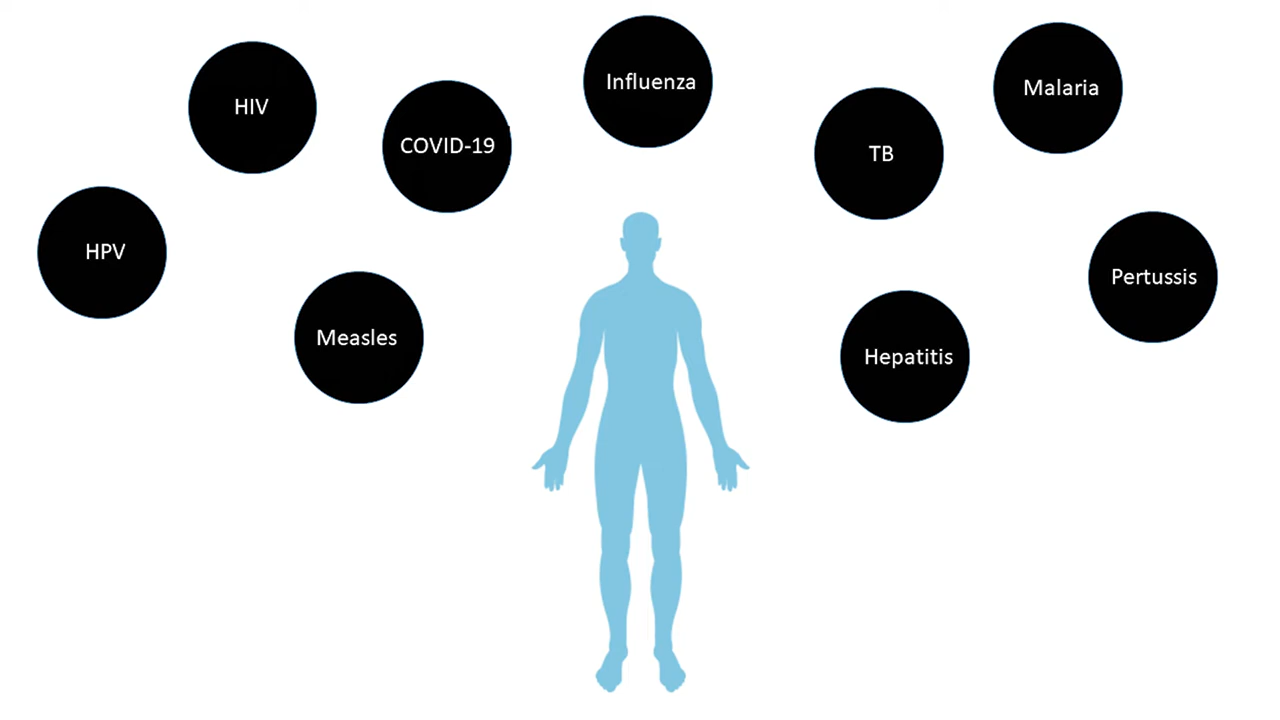 HIV
COVID-19
Influenza
TB
Malaria
HPV
Measles
Hepatitis
Pertussis